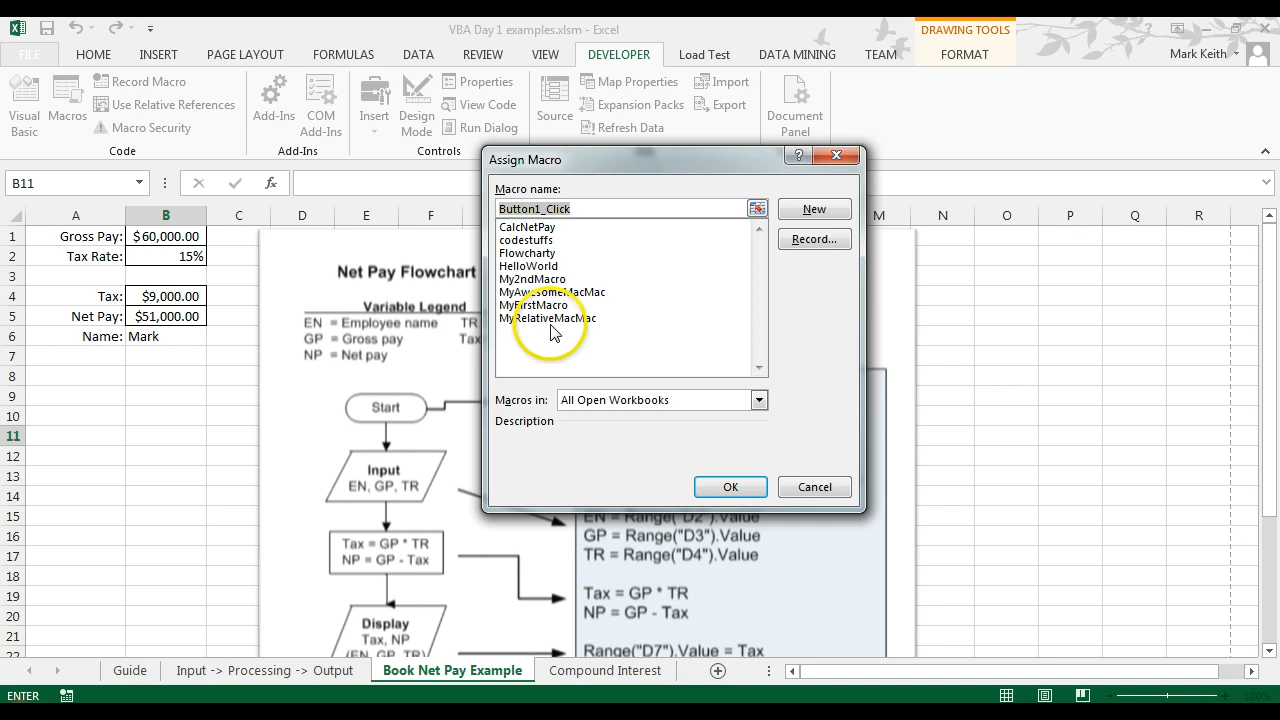 VBA Day 1 examples.xlsm - Excel
DRAWING TOOLS
FILE HOME INSERT PAGE LAYOUT FORMULAS DATA REVIEW VIEW DEVELOPER Load Test DATA MINING TEAM FORMAT Mark Keith
Visual Basic
Macros
Record Macro
Use Relative References
Macro Security
Code
Add-Ins
COM Add-Ins
Add-Ins
Insert
Design Mode
Properties
View Code
Run Dialog
Controls
Source
Map Properties
Expansion Packs
Refresh Data
Import
Export
Document Panel
B11
A B C D E F M N O P Q R
1 Gross Pay: $60,000.00
2 Tax Rate: 15%
3
4 Tax: $9,000.00
5 Net Pay: $51,000.00
6 Name: Mark
7
8
9
10
11
12
13
14
15
16
17
18
19
20
21
22
Net Pay Flowchart
Variable Legend
EN = Employee name TR
GP = Gross pay Tax
NP = Net pay
Start
Input
EN, GP, TR
Tax = GP * TR
NP = GP - Tax
Display
Tax, NP
(EN, GP, TR)
EN = Range("D2").Value
GP = Range("D3").Value
TR = Range("D4").Value
Tax = GP * TR
NP = GP - Tax
Range("D7").Value = Tax
Assign Macro
Macro name:
Button1_Click
New
Record...
CalcNetPay
codestuffs
Flowcharty
HelloWorld
My2ndMacro
MyAwesomeMacMac
MyFirstMacro
MyRelativeMacMac
Macros in: All Open Workbooks
Description
OK Cancel
Guide Input -> Processing -> Output Book Net Pay Example Compound Interest
ENTER 100%